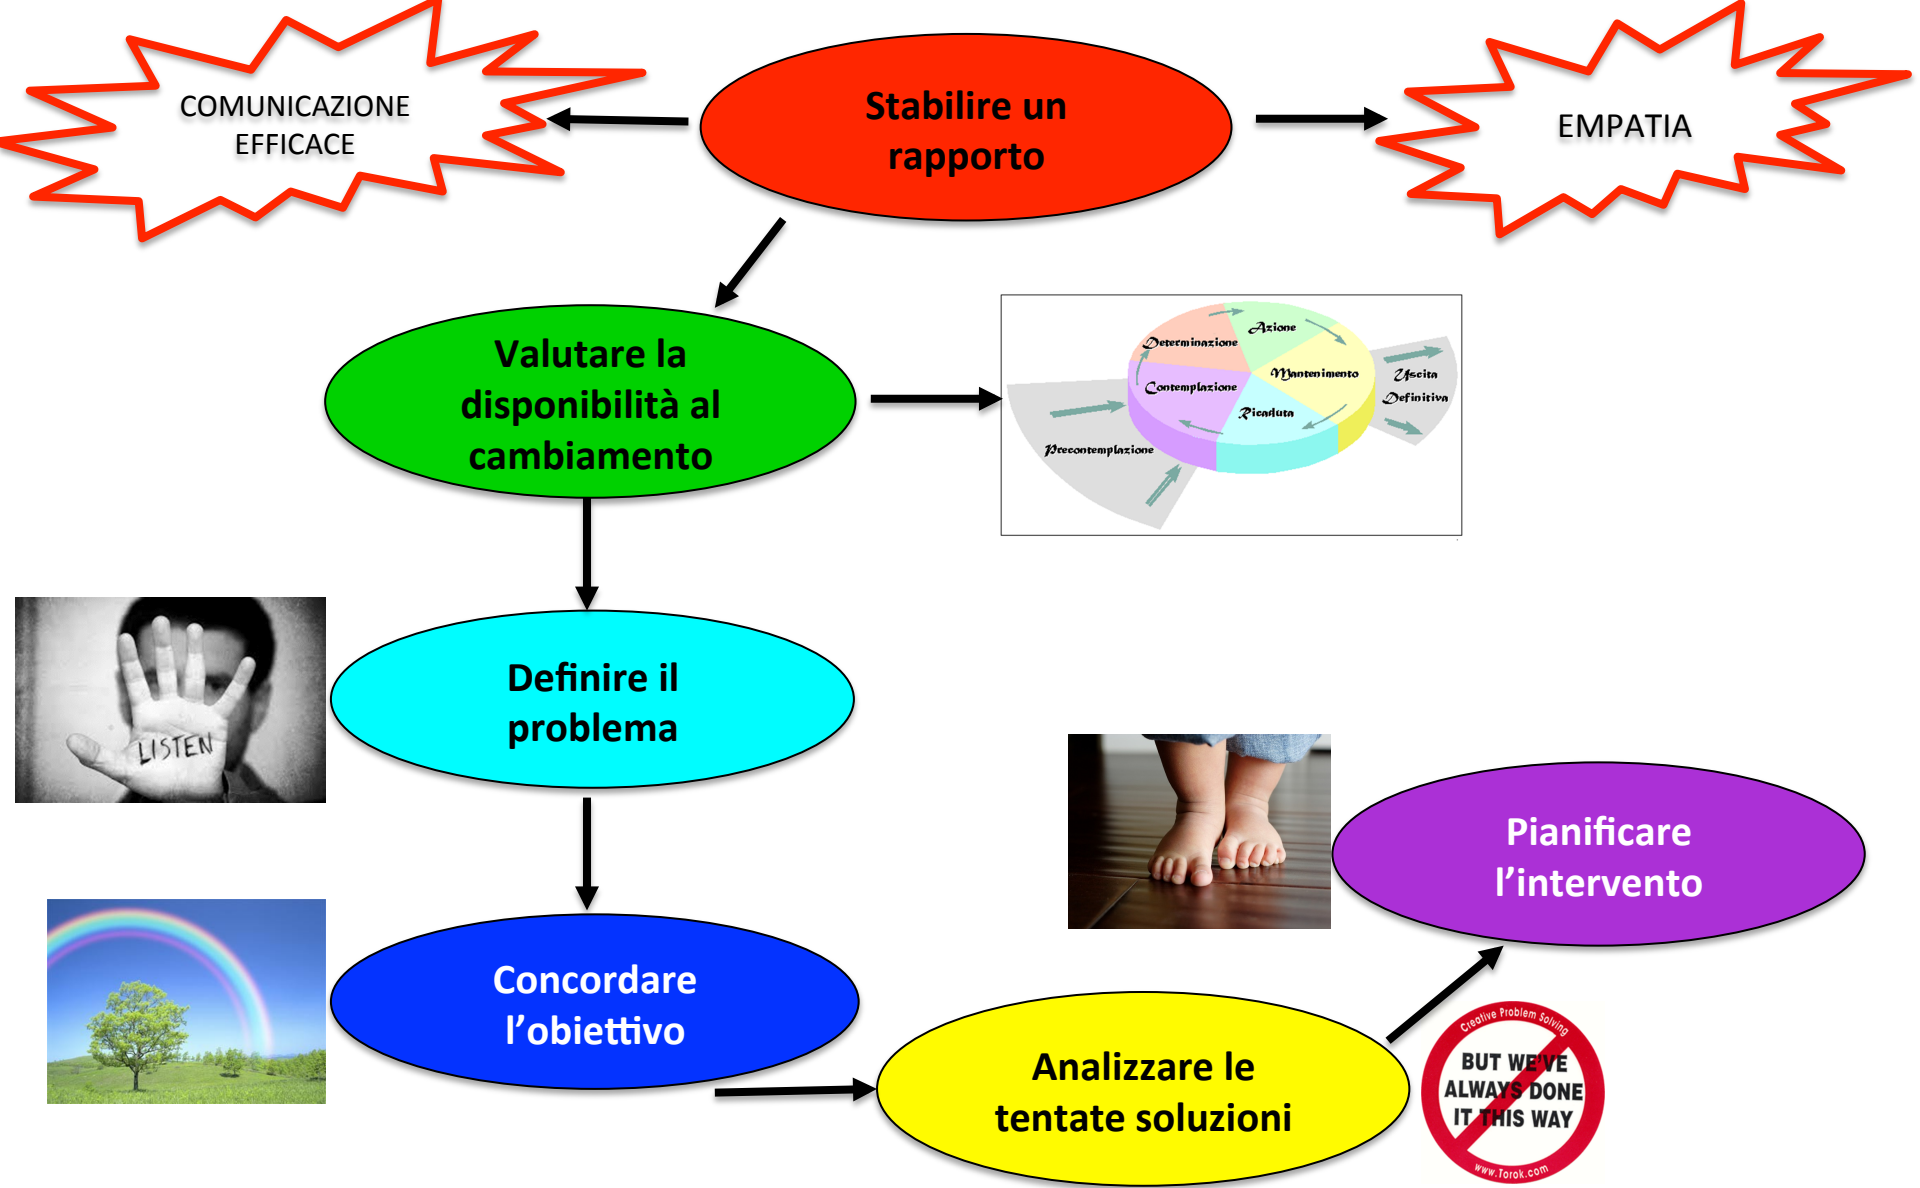 COMUNICAZIONE
EFFICACE
Stabilire un
rapporto
EMPATIA
Valutare la
disponibilità al
cambiamento
Azione
Determinazione
Mantenimento
Contemplazione
Ricaduta
Uscita
Definitiva
Precontemplazione
LISTEN
Definire il
problema
Pianificare
l’intervento
Concordare
l’obiettivo
Analizzare le
tentate soluzioni
Creative Problem Solving
BUT WE'VE
ALWAYS DONE
IT THIS WAY
www.Torok.com